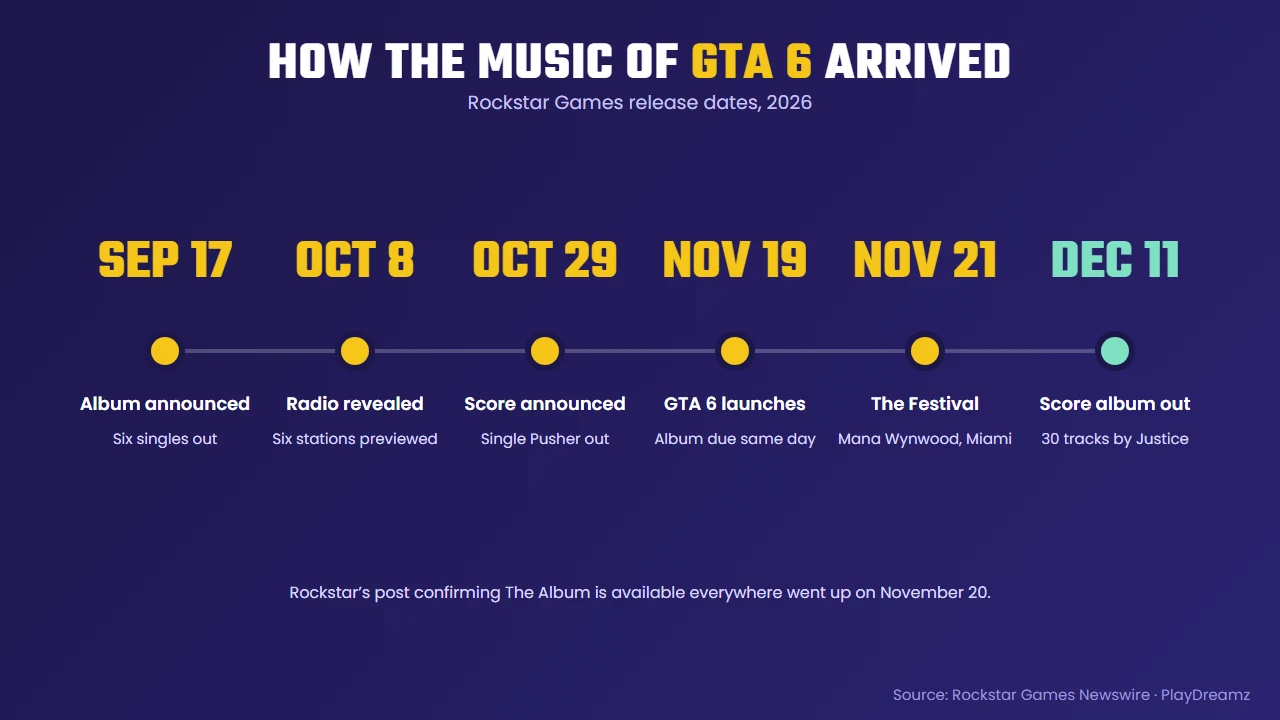 HOW THE MUSIC OF GTA 6 ARRIVED
Rockstar Games release dates, 2026
SEP 17
OCT 8
OCT 29
NOV 19
NOV 21
DEC 11
Album announced
Radio revealed
Score announced
GTA 6 launches
The Festival
Score album out
Six singles out
Six stations previewed
Single Pusher out
Album due same day
Mana Wynwood, Miami
30 tracks by Justice
Rockstar’s post confirming The Album is available everywhere went up on November 20.
Source: Rockstar Games Newswire · PlayDreamz